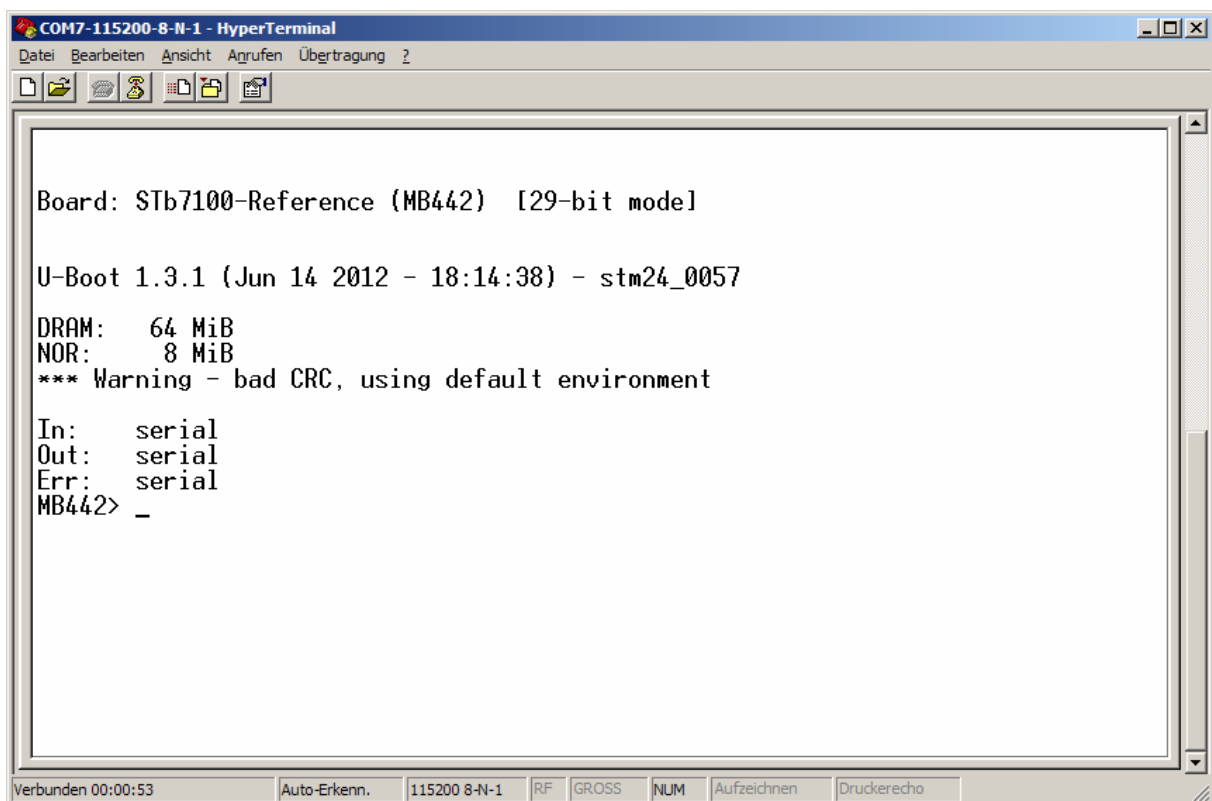 COM7-115200-8-N-1 - HyperTerminal
Datei Bearbeiten Ansicht Anrufen Übertragung ?
Board: STb7100-Reference (MB442) [29-bit mode]
U-Boot 1.3.1 (Jun 14 2012 - 18:14:38) - stm24_0057
DRAM: 64 MiB
NOR: 8 MiB
*** Warning - bad CRC, using default environment
In: serial
Out: serial
Err: serial
MB442> _
Verbunden 00:00:53 Auto-Erkenn. 115200 8-N-1 RF GROSS NUM Aufzeichnen Druckerecho